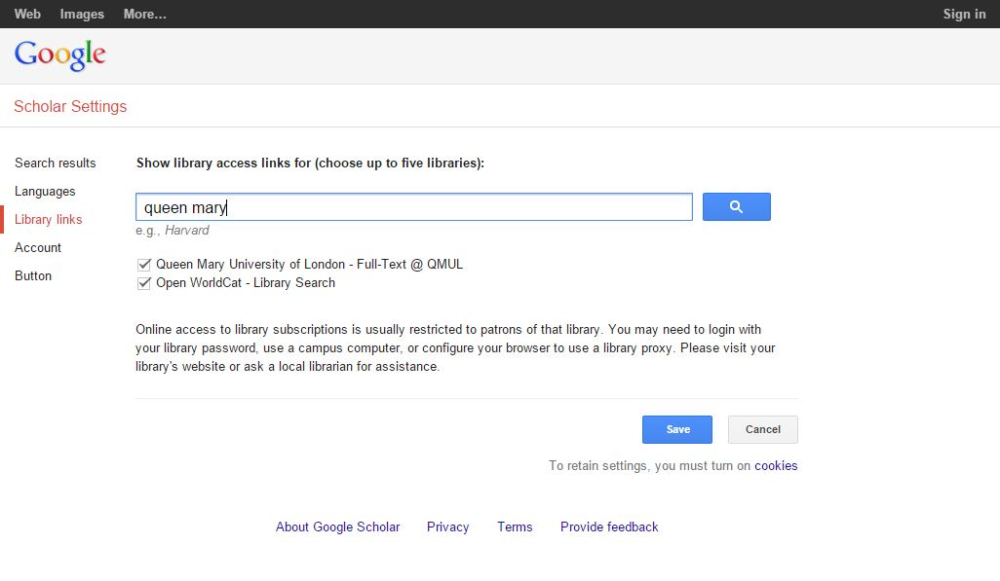 Web Images More... Sign in
Google
Scholar Settings
Search results
Languages
Library links
Account
Button
Show library access links for (choose up to five libraries):
queen mary
e.g., Harvard
Queen Mary University of London - Full-Text @ QMUL
Open WorldCat - Library Search
Online access to library subscriptions is usually restricted to patrons of that library. You may need to login with
your library password, use a campus computer, or configure your browser to use a library proxy. Please visit your
library's website or ask a local librarian for assistance.
Save Cancel
To retain settings, you must turn on cookies
About Google Scholar Privacy Terms Provide feedback